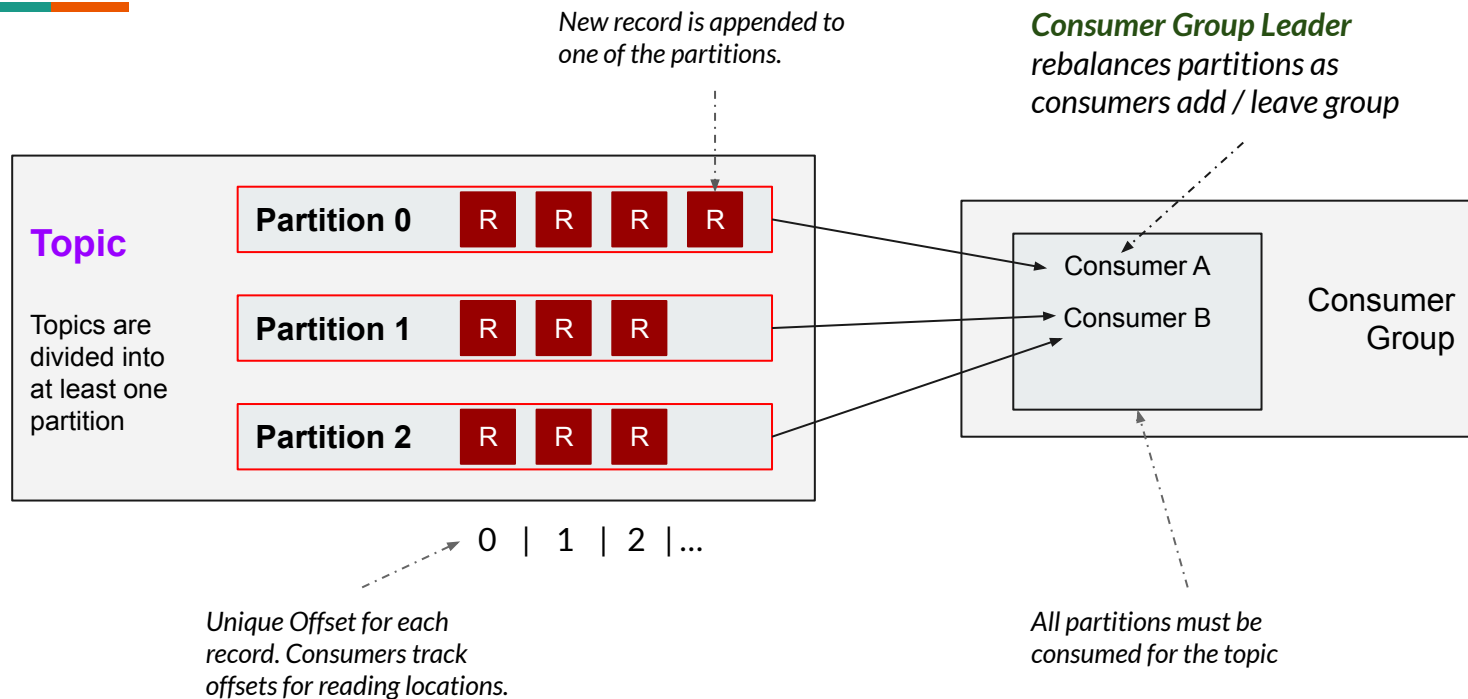 New record is appended to
one of the partitions.
Consumer Group Leader
rebalances partitions as
consumers add / leave group
Topic
Topics are
divided into
at least one
partition
Partition 0 R R R R
Partition 1 R R R
Partition 2 R R R
0 | 1 | 2 |...
Consumer A
Consumer B
Consumer
Group
Unique Offset for each
record. Consumers track
offsets for reading locations.
All partitions must be
consumed for the topic